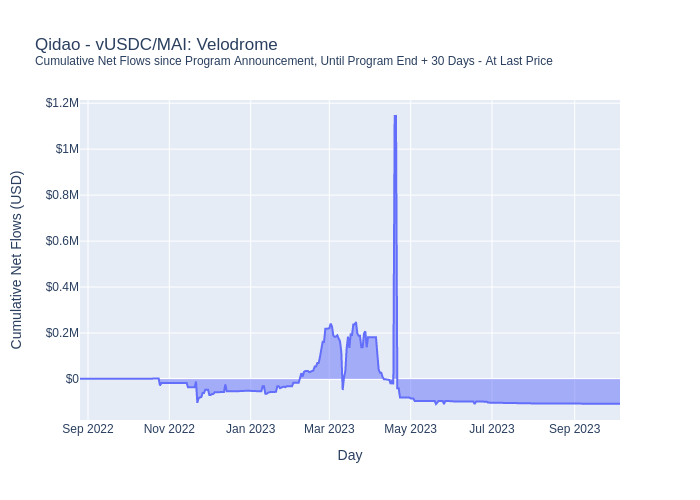 Qidao - vUSDC/MAI: Velodrome
Cumulative Net Flows since Program Announcement, Until Program End + 30 Days - At Last Price
$1.2M
$1M
$0.8M
$0.6M
$0.4M
$0.2M
$0
Cumulative Net Flows (USD)
Sep 2022
Nov 2022
Jan 2023
Mar 2023
May 2023
Jul 2023
Sep 2023
Day